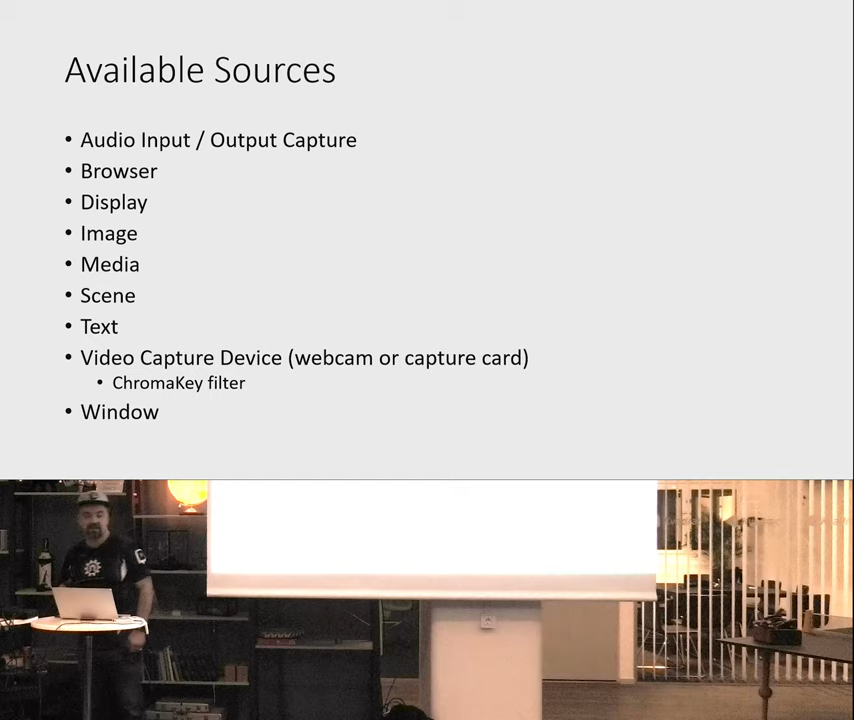 Available Sources
• Audio Input / Output Capture
• Browser
• Display
• Image
• Media
• Scene
• Text
• Video Capture Device (webcam or capture card)
• ChromaKey filter
• Window